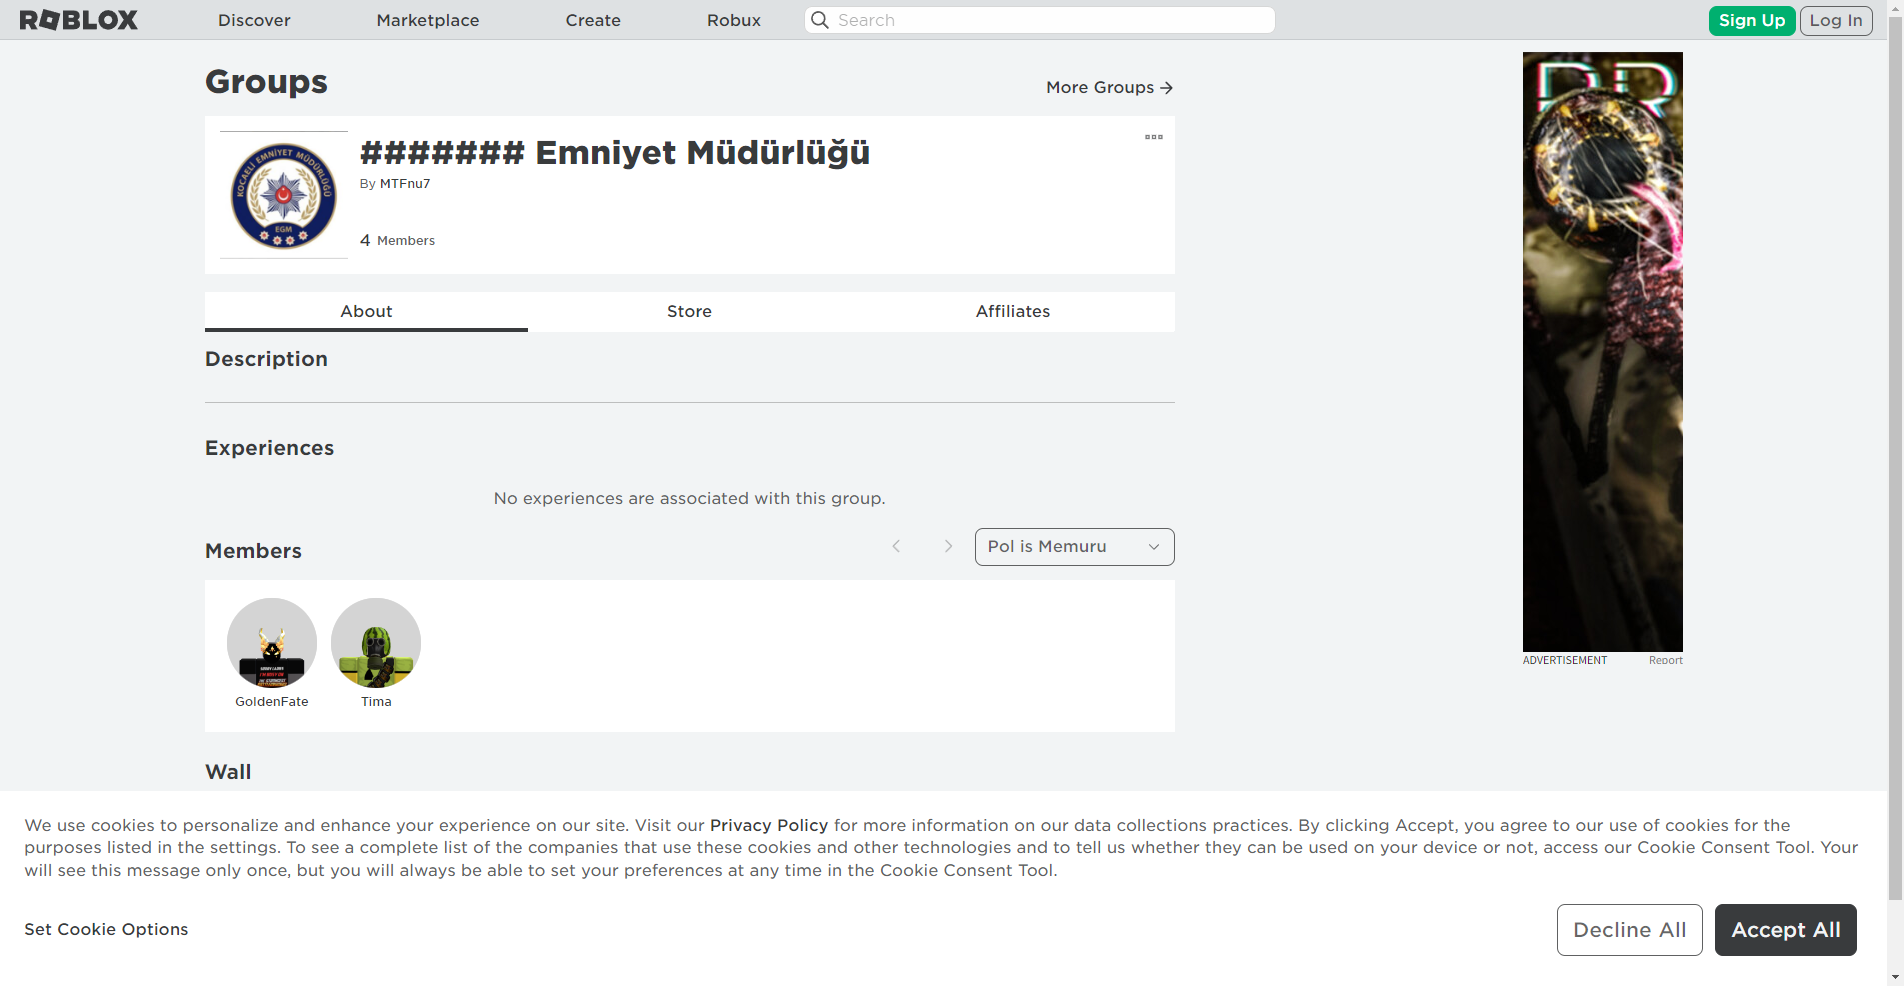 ROBLOX Discover Marketplace Create Robux Search Sign Up Log In
Groups
More Groups
KOCAELİ EMNİYET MÜDÜRLÜĞÜ
EGM
####### Emniyet Müdürlüğü
By MTFnu7
4 Members
About Store Affiliates
Description
Experiences
No experiences are associated with this group.
Members
Pol is Memuru
GoldenFate Tima
Wall
ADVERTISEMENT Report
We use cookies to personalize and enhance your experience on our site. Visit our Privacy Policy for more information on our data collections practices. By clicking Accept, you agree to our use of cookies for the
purposes listed in the settings. To see a complete list of the companies that use these cookies and other technologies and to tell us whether they can be used on your device or not, access our Cookie Consent Tool. Your
will see this message only once, but you will always be able to set your preferences at any time in the Cookie Consent Tool.
Set Cookie Options
Decline All Accept All